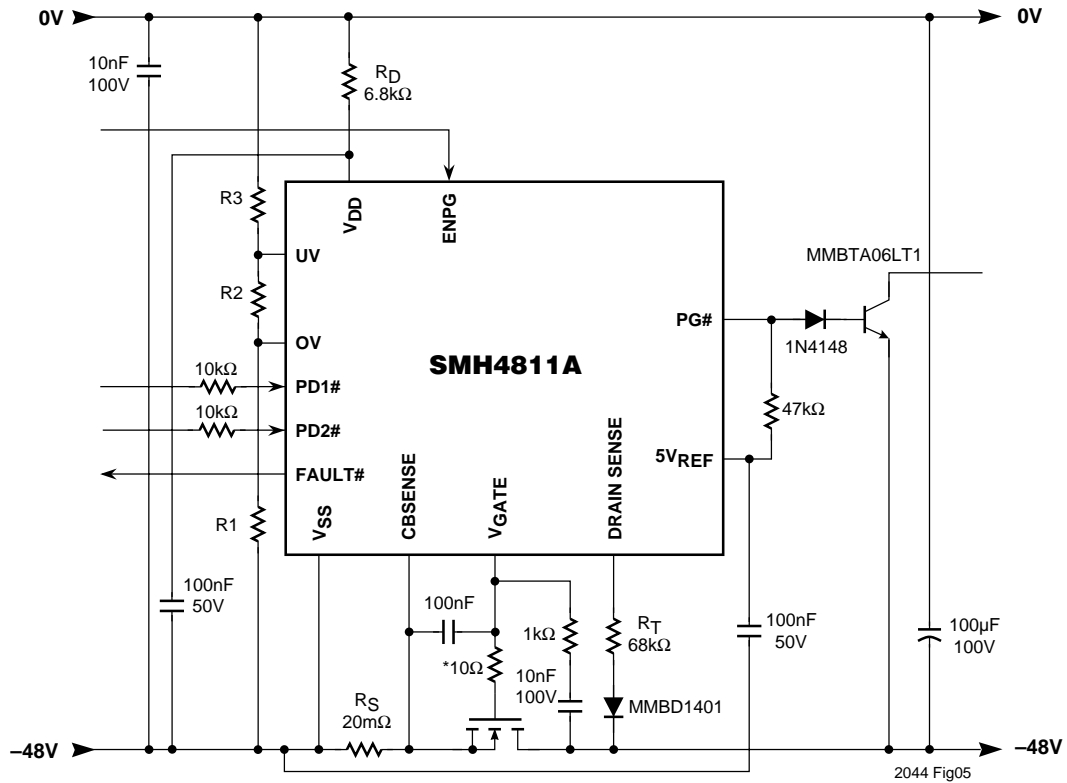 0V
0V
10nF
100V
RD
6.8kΩ
R3
VDD
ENPG
UV
MMBTA06LT1
R2
PG#
OV
1N4148
SMH4811A
10kΩ
PD1#
10kΩ
PD2#
47kΩ
5VREF
FAULT#
R1
VSS
CBSENSE
VGATE
DRAIN SENSE
100nF
50V
100nF
1kΩ
RT
68kΩ
100nF
50V
100µF
100V
*10Ω
10nF
100V
MMBD1401
RS
20mΩ
–48V
–48V
2044 Fig05